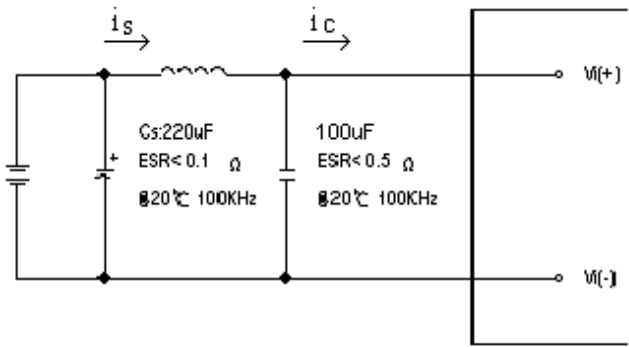 iS
iC
Vi(+)
Cs:220uF
ESR<0.1 Ω
@20℃ 100KHz
100uF
ESR<0.5 Ω
@20℃ 100KHz
+
Vi(-)